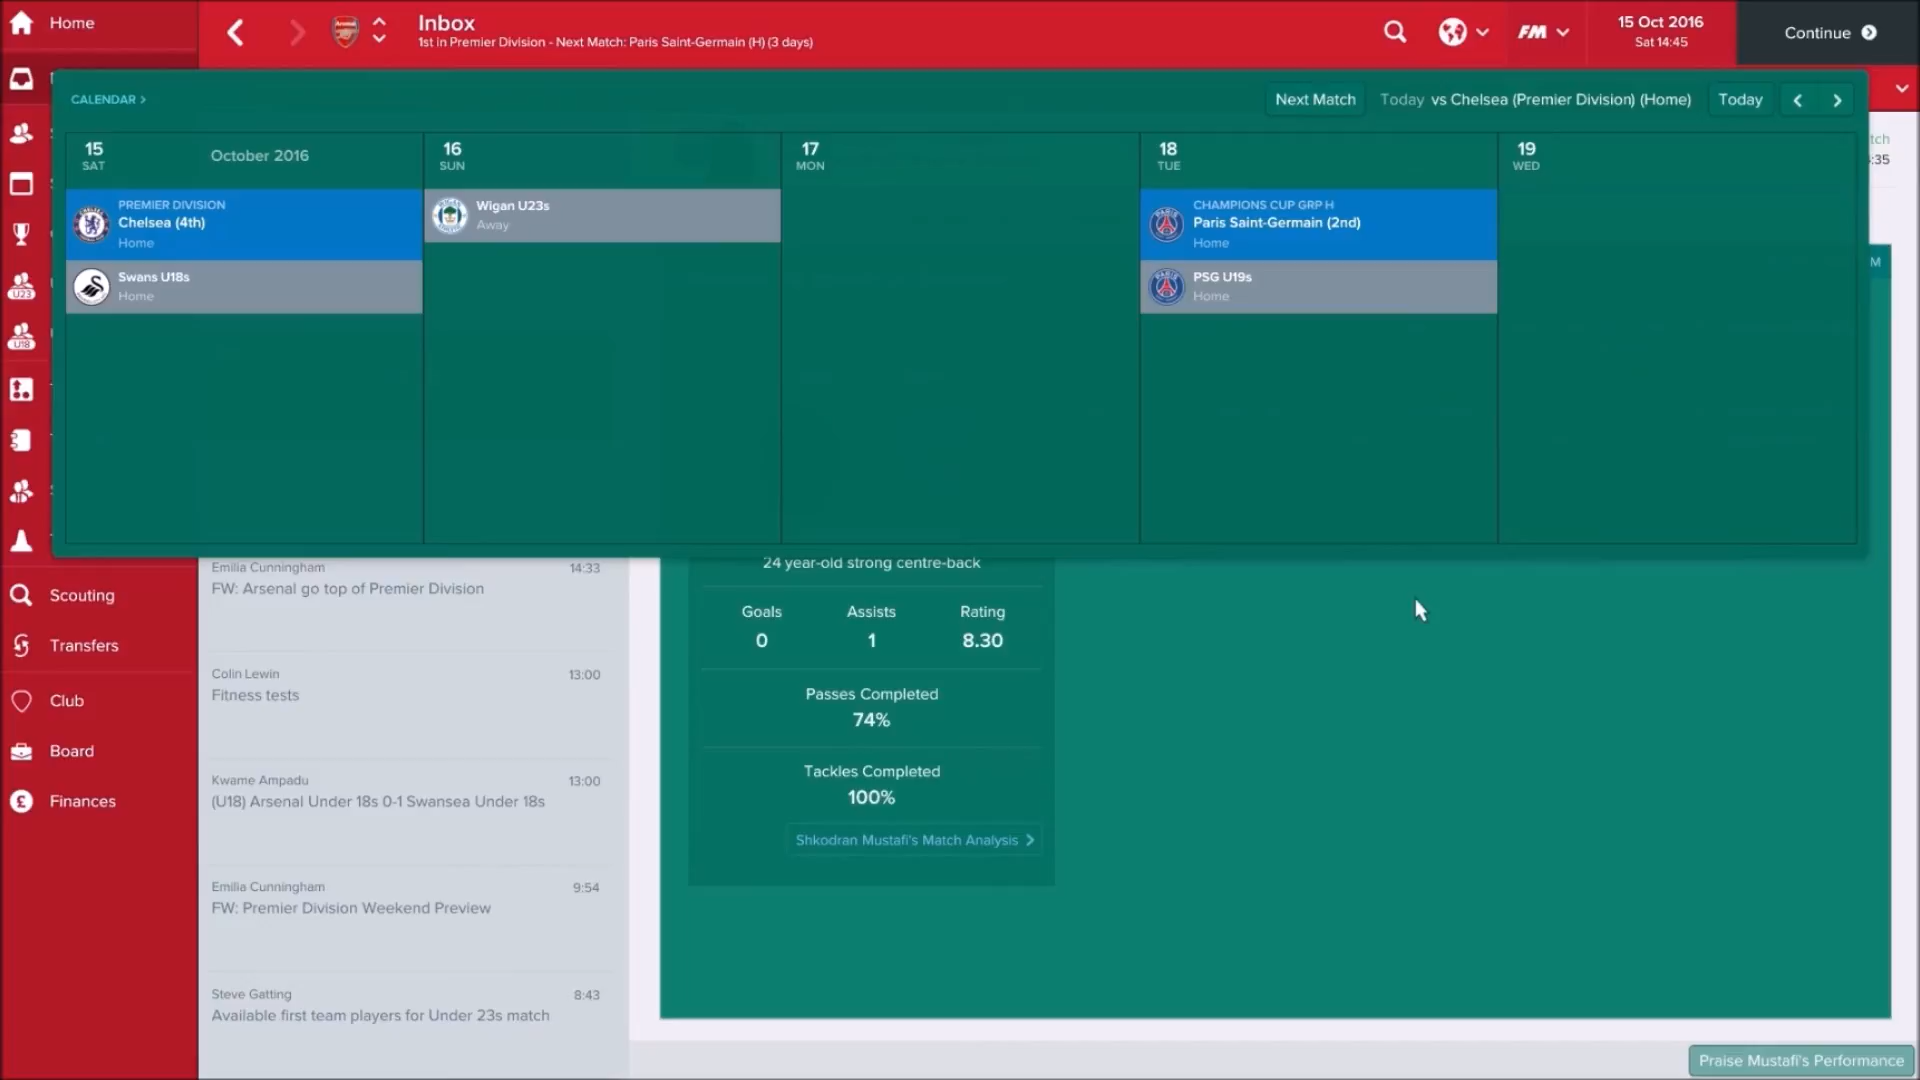 Home
Inbox
1st in Premier Division - Next Match: Paris Saint-Germain (H) (3 days)
FM
15 Oct 2016
Sat 14:45
Continue
CALENDAR >
Next Match
Today vs Chelsea (Premier Division) (Home)
Today
15
SAT
October 2016
16
SUN
17
MON
18
TUE
19
WED
PREMIER DIVISION
Chelsea (4th)
Home
Swans U18s
Home
Wigan U23s
Away
CHAMPIONS CUP GRP H
Paris Saint-Germain (2nd)
Home
PSG U19s
Home
tch
:35
M
U23
U18
Scouting
Transfers
Club
Board
Finances
Emilia Cunningham 14:33
FW: Arsenal go top of Premier Division
Colin Lewin 13:00
Fitness tests
Kwame Ampadu 13:00
(U18) Arsenal Under 18s 0-1 Swansea Under 18s
Emilia Cunningham 9:54
FW: Premier Division Weekend Preview
Steve Gatting 8:43
Available first team players for Under 23s match
24 year-old strong centre-back
Goals Assists Rating
0 1 8.30
Passes Completed
74%
Tackles Completed
100%
Shkodran Mustafi's Match Analysis >
Praise Mustafi's Performance